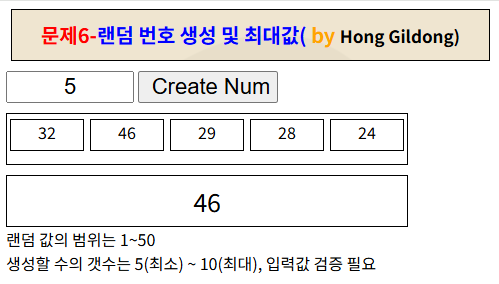 문제6-랜덤 번호 생성 및 최대값( by Hong Gildong)
5 Create Num
32 46 29 28 24
46
랜덤 값의 범위는 1~50
생성할 수의 갯수는 5(최소) ~ 10(최대), 입력값 검증 필요